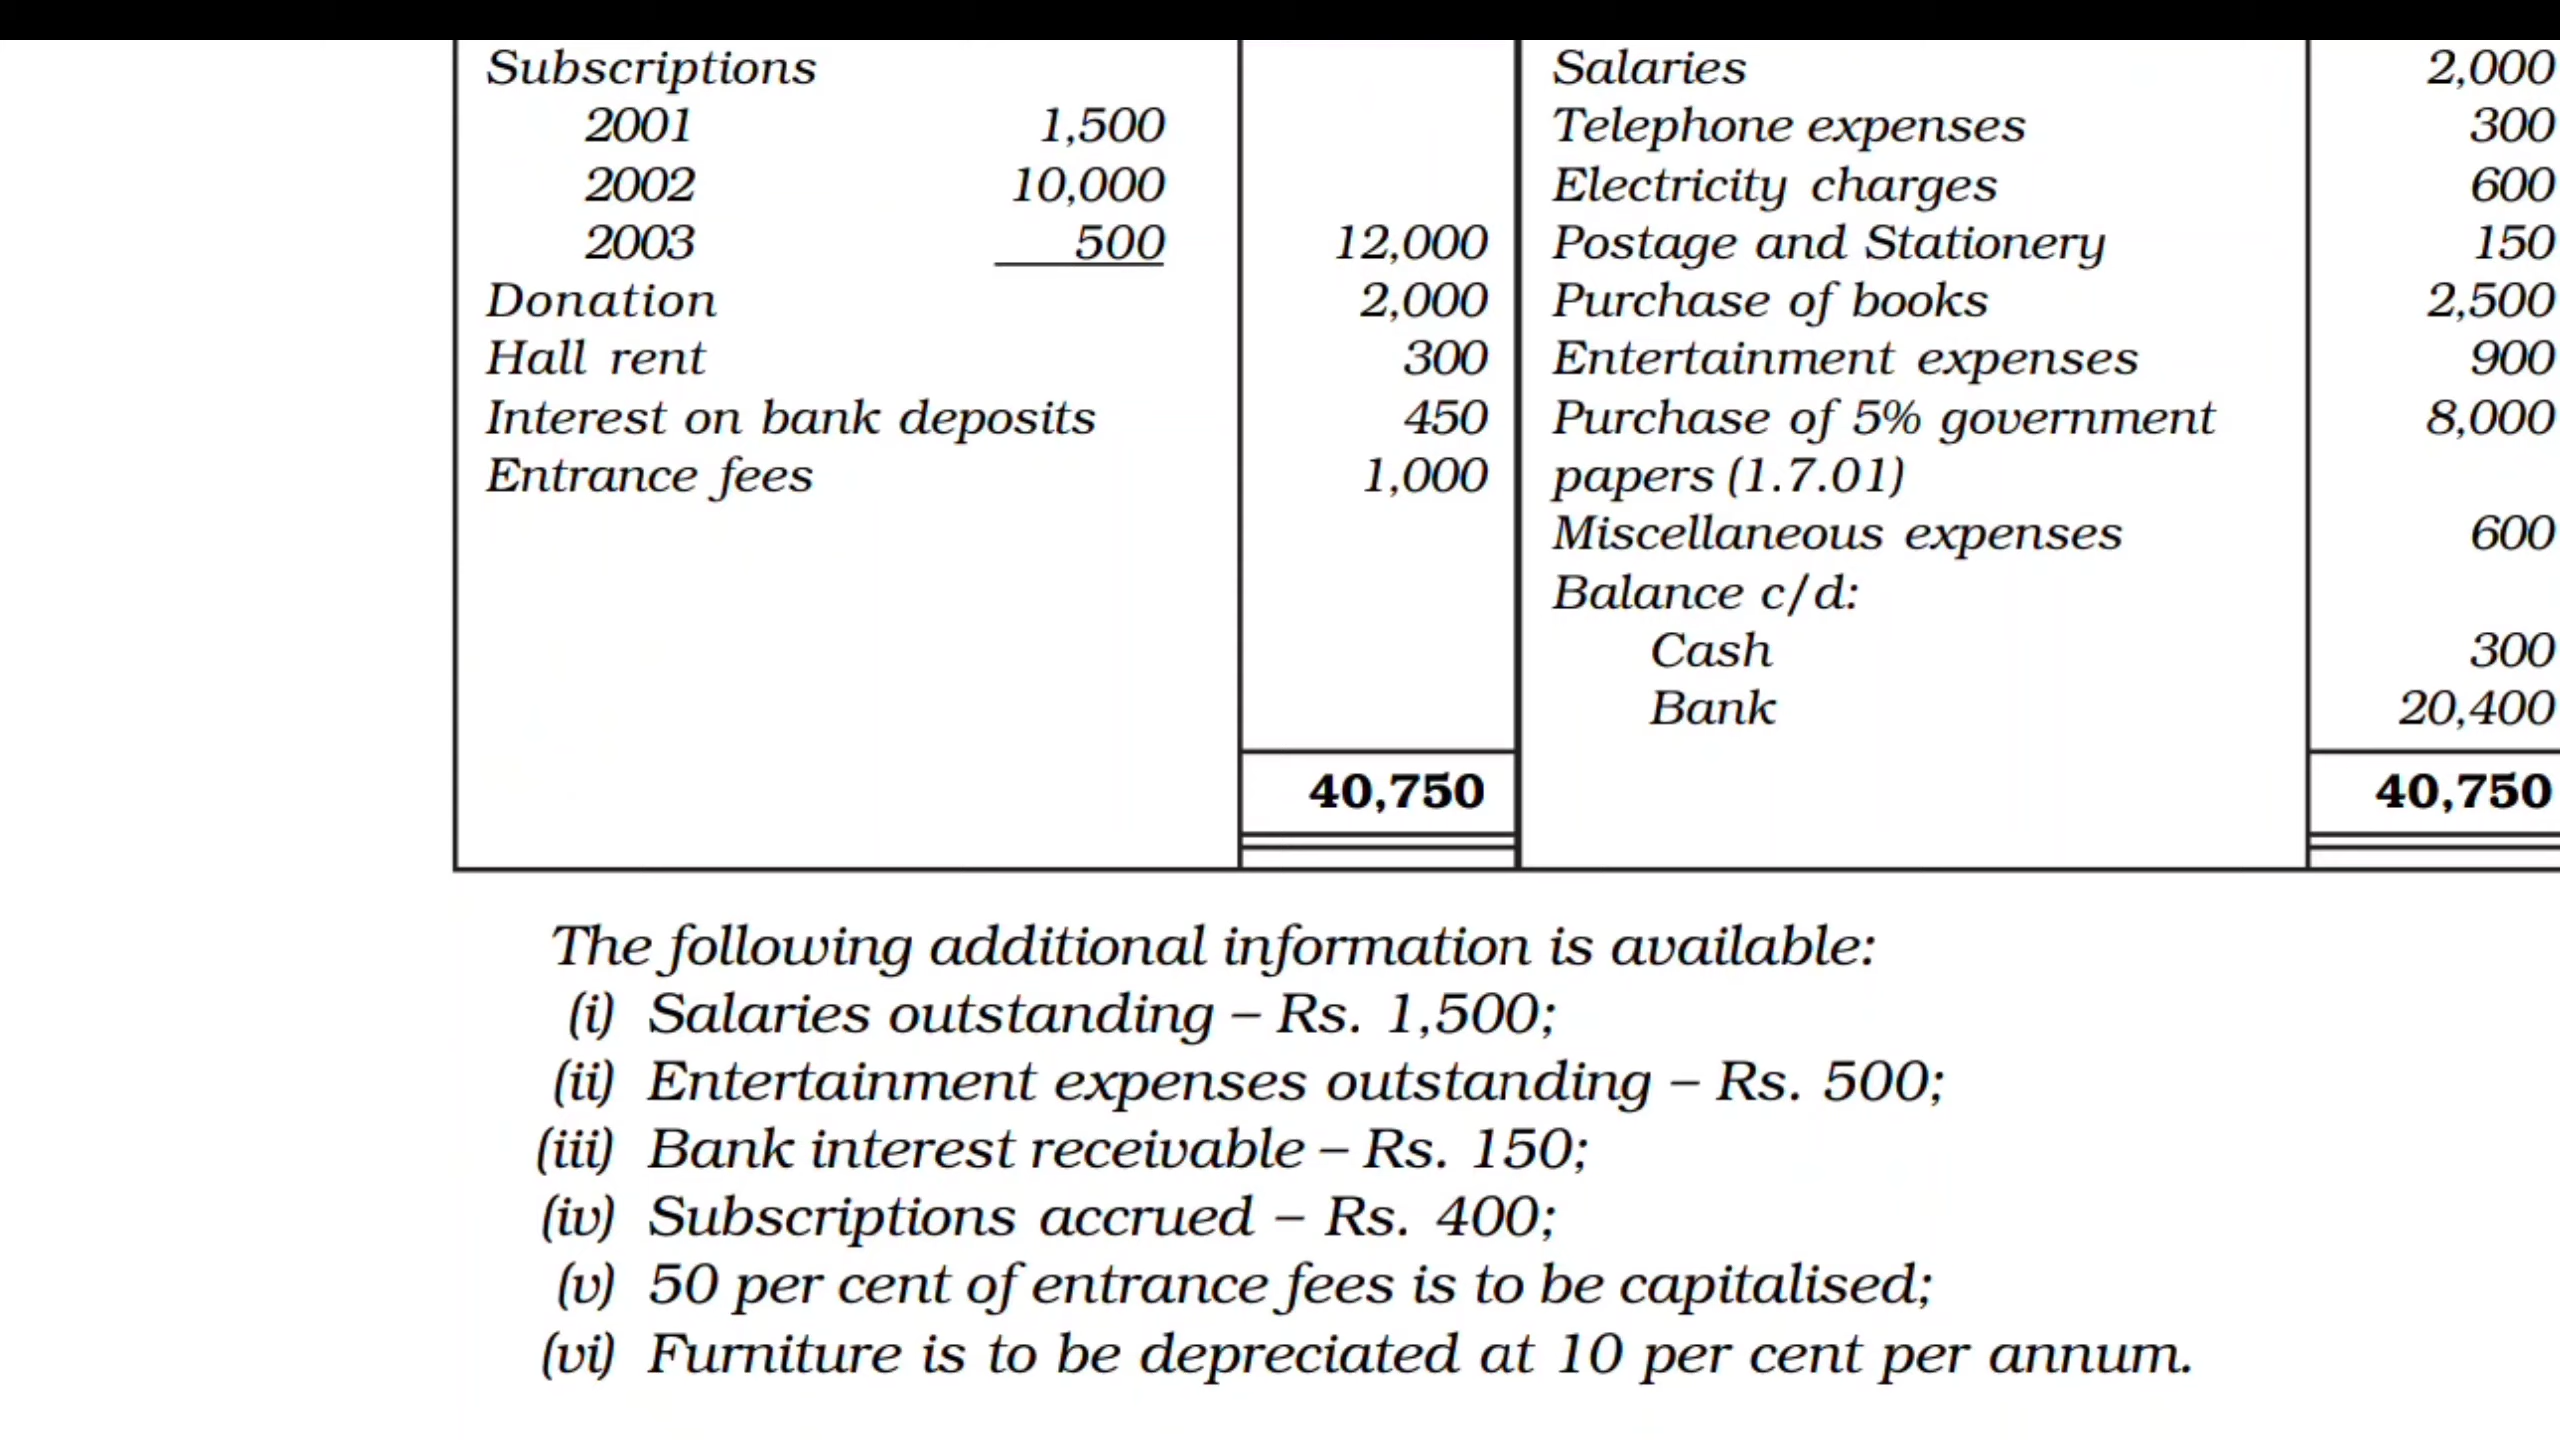 Subscriptions Salaries 2,000
2001 1,500 Telephone expenses 300
2002 10,000 Electricity charges 600
2003 500 12,000 Postage and Stationery 150
Donation 2,000 Purchase of books 2,500
Hall rent 300 Entertainment expenses 900
Interest on bank deposits 450 Purchase of 5% government 8,000
Entrance fees 1,000 papers (1.7.01)
Miscellaneous expenses 600
Balance c/d:
Cash 300
Bank 20,400
40,750 40,750
The following additional information is available:
(i) Salaries outstanding – Rs. 1,500;
(ii) Entertainment expenses outstanding – Rs. 500;
(iii) Bank interest receivable – Rs. 150;
(iv) Subscriptions accrued – Rs. 400;
(v) 50 per cent of entrance fees is to be capitalised;
(vi) Furniture is to be depreciated at 10 per cent per annum.